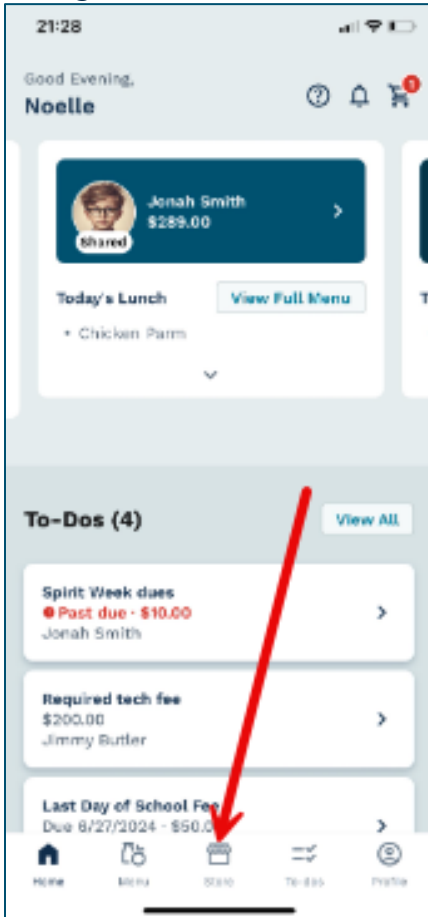 21:28
Good Evening,
Noelle
1
Jonah Smith
$289.00
Shared
Today's Lunch
View Full Menu
• Chicken Parm
To-Dos (4)
View All
Spirit Week dues
Past due - $10.00
Jonah Smith
Required tech fee
$200.00
Jimmy Butler
Last Day of School Fee
Due 6/27/2024 - $50.0
Home
Menu
Store
To-dos
Profile